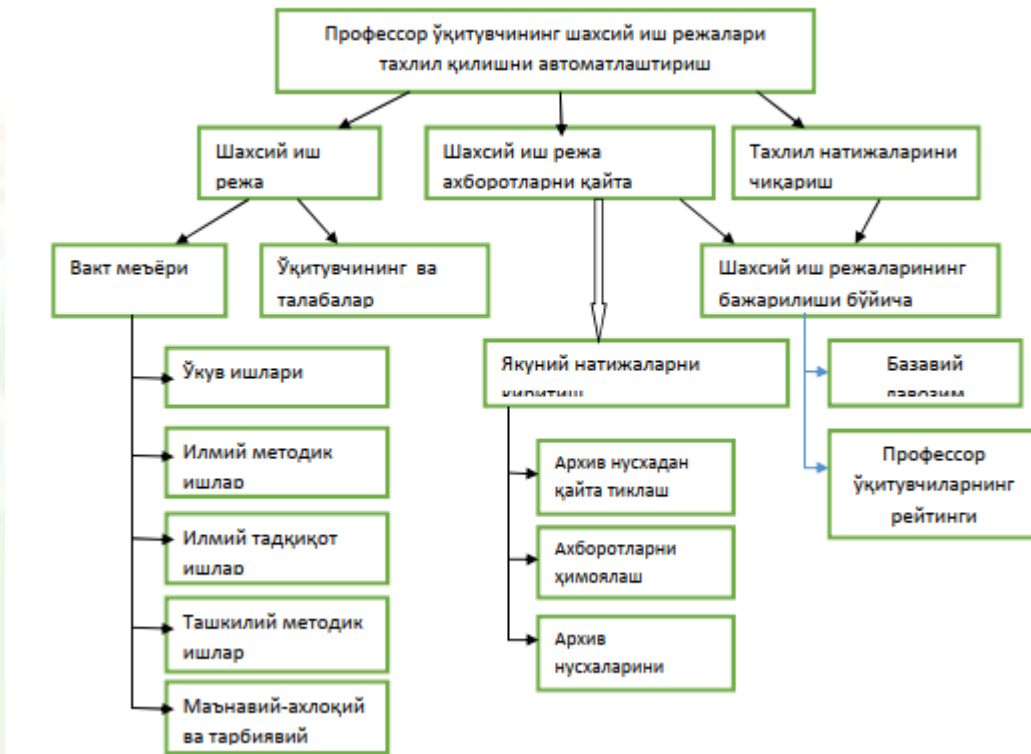 Профессор ўқитувчининг шахсий иш режалари
тахлил қилишни автоматлаштириш
Шахсий иш
режа
Шахсий иш режа
ахборотларни қайта
Тахлил натижаларини
чиқариш
Вакт меъёри
Ўқитувчининг ва
талабалар
Шахсий иш режаларининг
бажарилиши бўйича
Ўкув ишлари
Илмий методик
ишлар
Илмий тадқиқот
ишлар
Ташкилий методик
ишлар
Маънавий-ахлоқий
ва тарбиявий
Якуний натижаларни
киритиш
Архив нусхадан
қайта тиклаш
Ахборотларни
ҳимоялаш
Архив
нусхаларини
Базавий
лавозим
Профессор
ўқитувчиларнинг
рейтинги